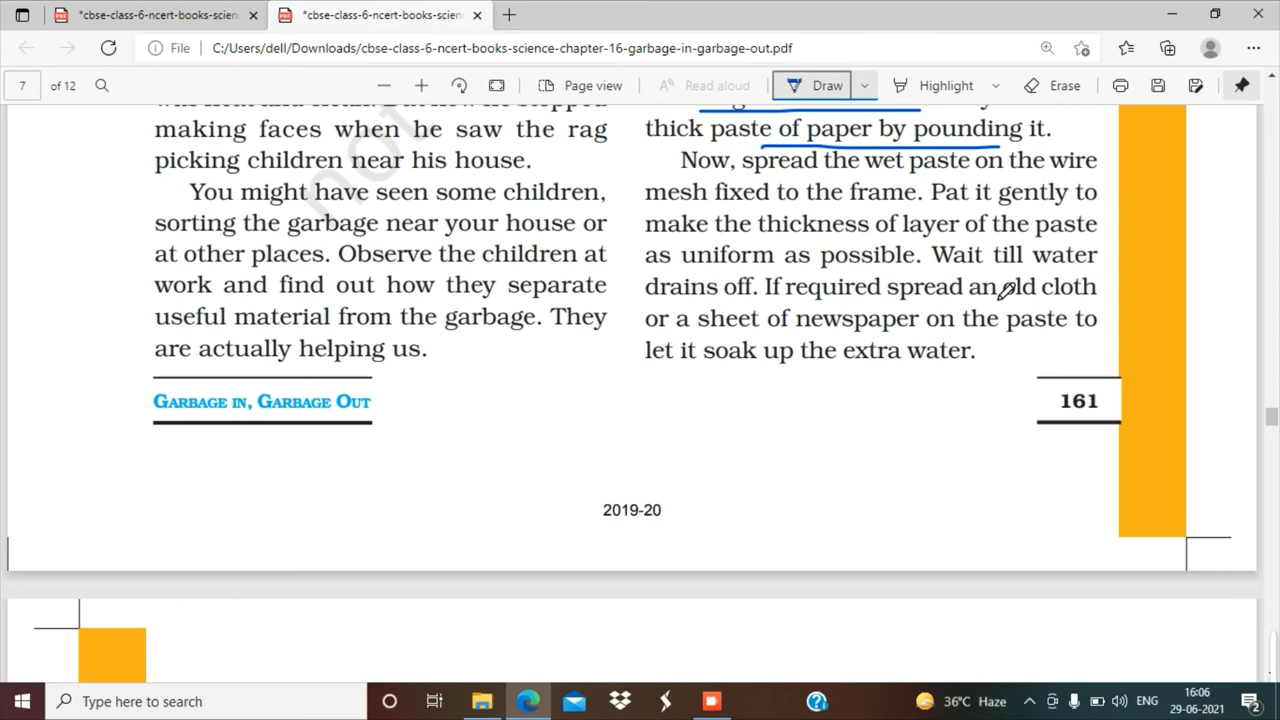 *cbse-class-6-ncert-books-scien
*cbse-class-6-ncert-books-scienc
File
C:/Users/dell/Downloads/cbse-class-6-ncert-books-science-chapter-16-garbage-in-garbage-out.pdf
7 of 12
Page view
Read aloud
Draw
Highlight
Erase
making faces when he saw the rag
picking children near his house.
You might have seen some children,
sorting the garbage near your house or
at other places. Observe the children at
work and find out how they separate
useful material from the garbage. They
are actually helping us.
thick paste of paper by pounding it.
Now, spread the wet paste on the wire
mesh fixed to the frame. Pat it gently to
make the thickness of layer of the paste
as uniform as possible. Wait till water
drains off. If required spread an old cloth
or a sheet of newspaper on the paste to
let it soak up the extra water.
GARBAGE IN, GARBAGE OUT
161
not
2019-20
Type here to search
36°C Haze
ENG
16:06
29-06-2021
2